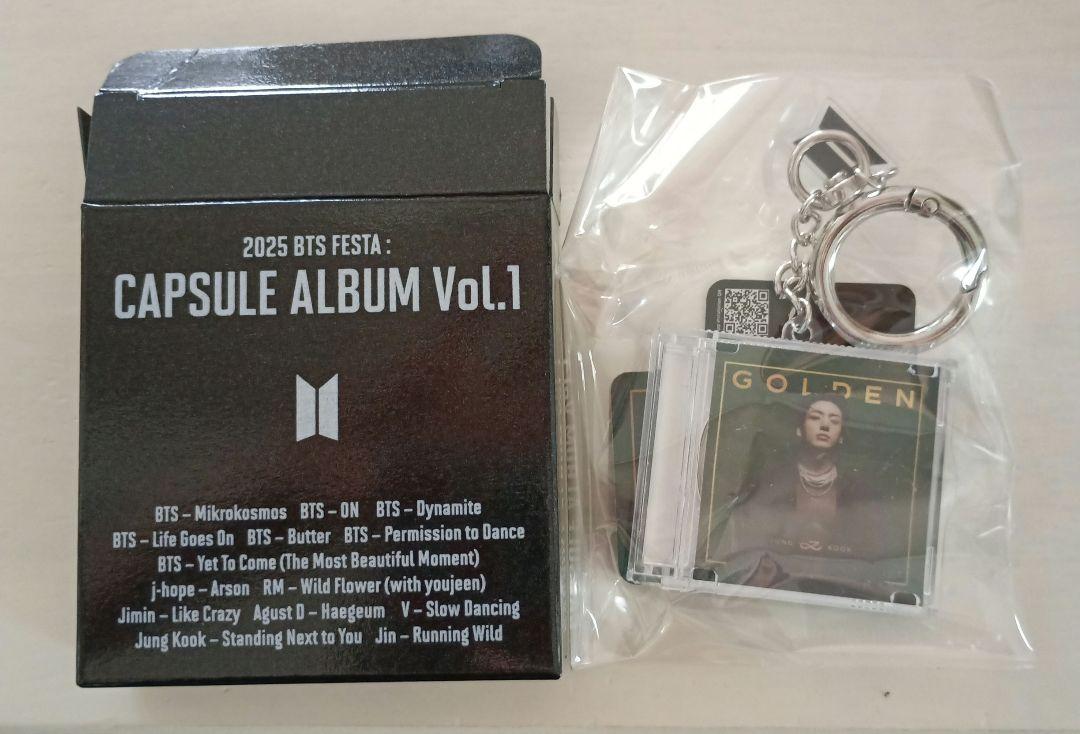 2025 BTS FESTA :
CAPSULE ALBUM Vol.1
BTS – Mikrokosmos BTS – ON BTS – Dynamite
BTS – Life Goes On BTS – Butter BTS – Permission to Dance
BTS – Yet To Come (The Most Beautiful Moment)
j-hope – Arson RM – Wild Flower (with youjeen)
Jimin – Like Crazy Agust D – Haegeum V – Slow Dancing
Jung Kook – Standing Next to You Jin – Running Wild
GOLDEN
JUNG KOOK